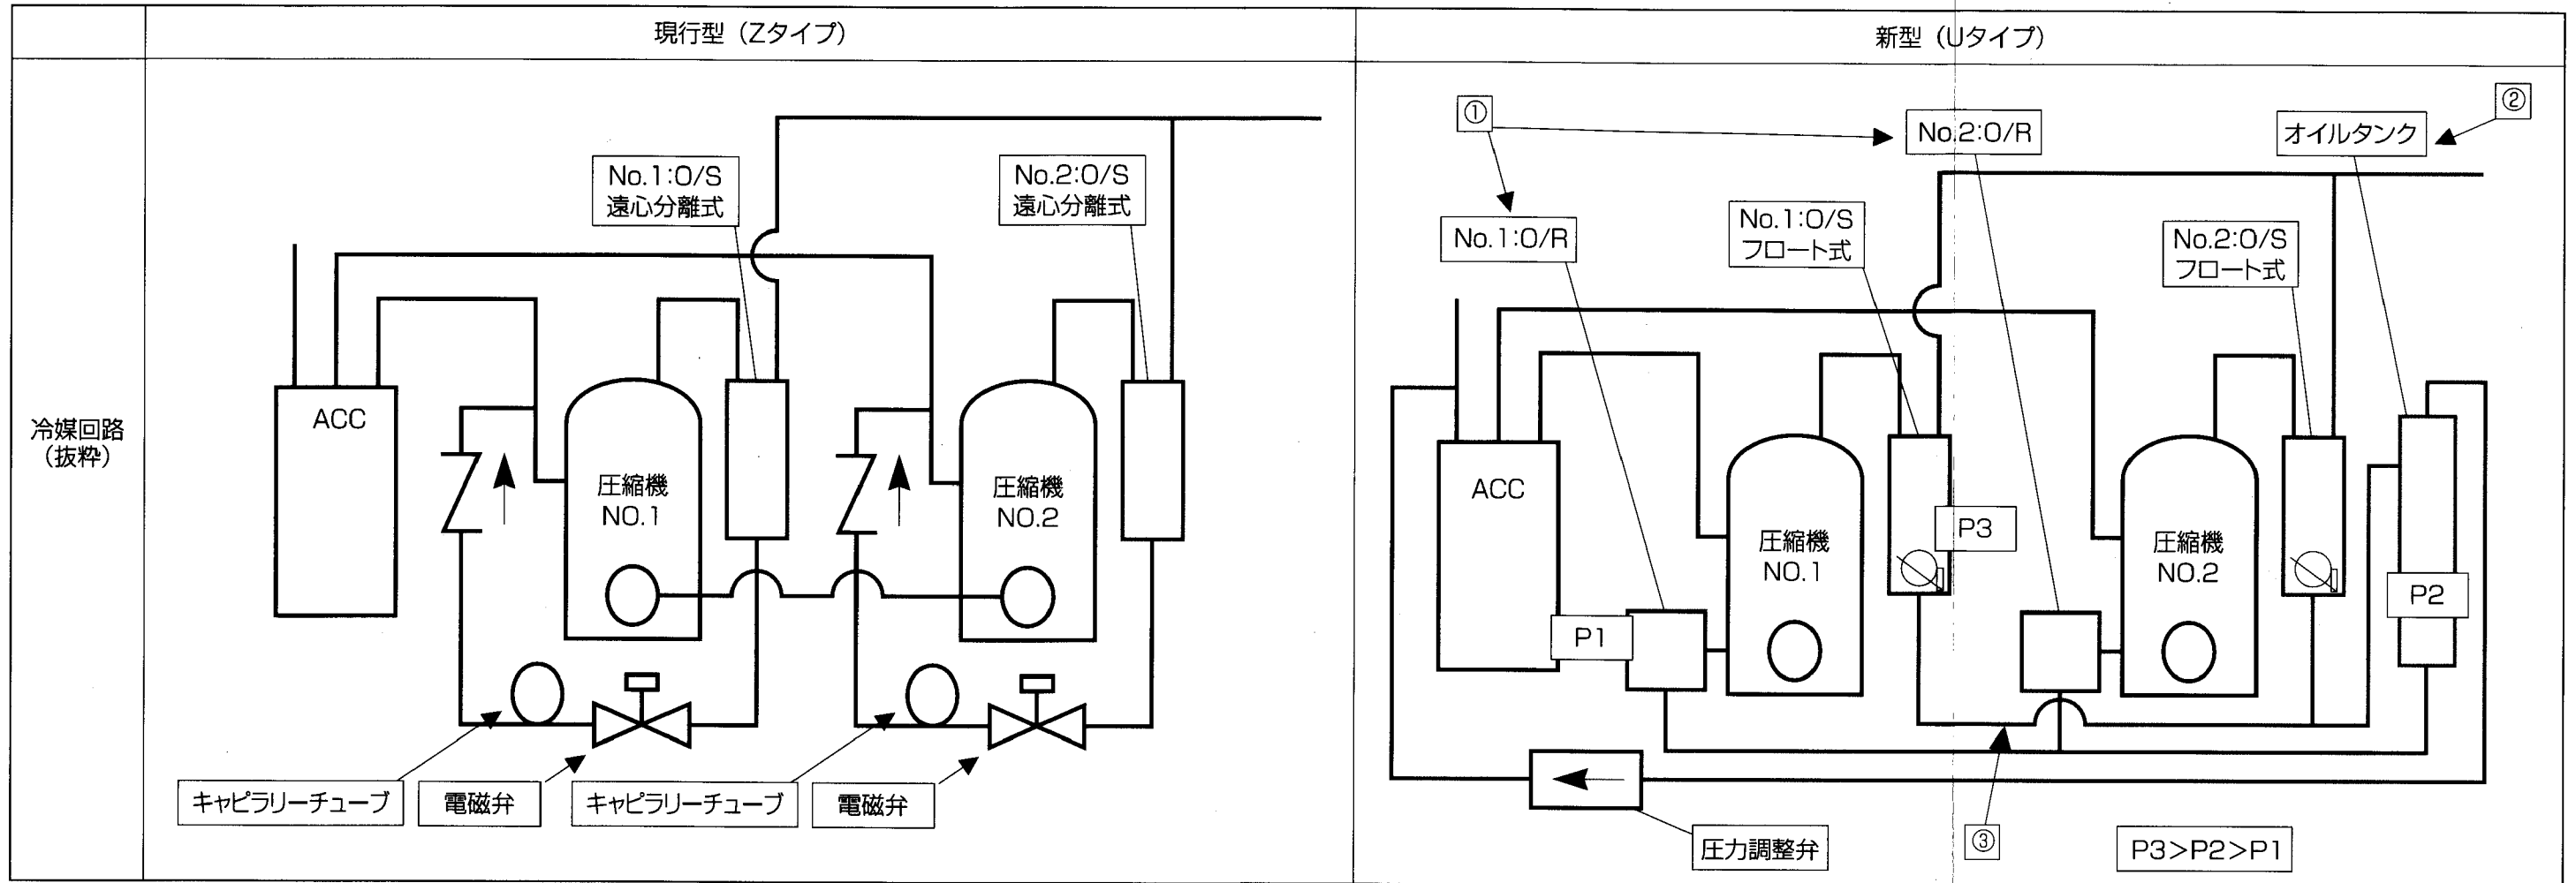 現行型（Zタイプ）
新型（Uタイプ）
冷媒回路
（抜粋）
No.1:O/S
遠心分離式
No.2:O/S
遠心分離式
ACC
圧縮機
NO.1
圧縮機
NO.2
キャピラリーチューブ
電磁弁
キャピラリーチューブ
電磁弁
①
No.2:O/R
オイルタンク
②
No.1:O/R
No.1:O/S
フロート式
No.2:O/S
フロート式
ACC
P1
圧縮機
NO.1
P3
圧縮機
NO.2
P2
圧力調整弁
③
P3>P2>P1